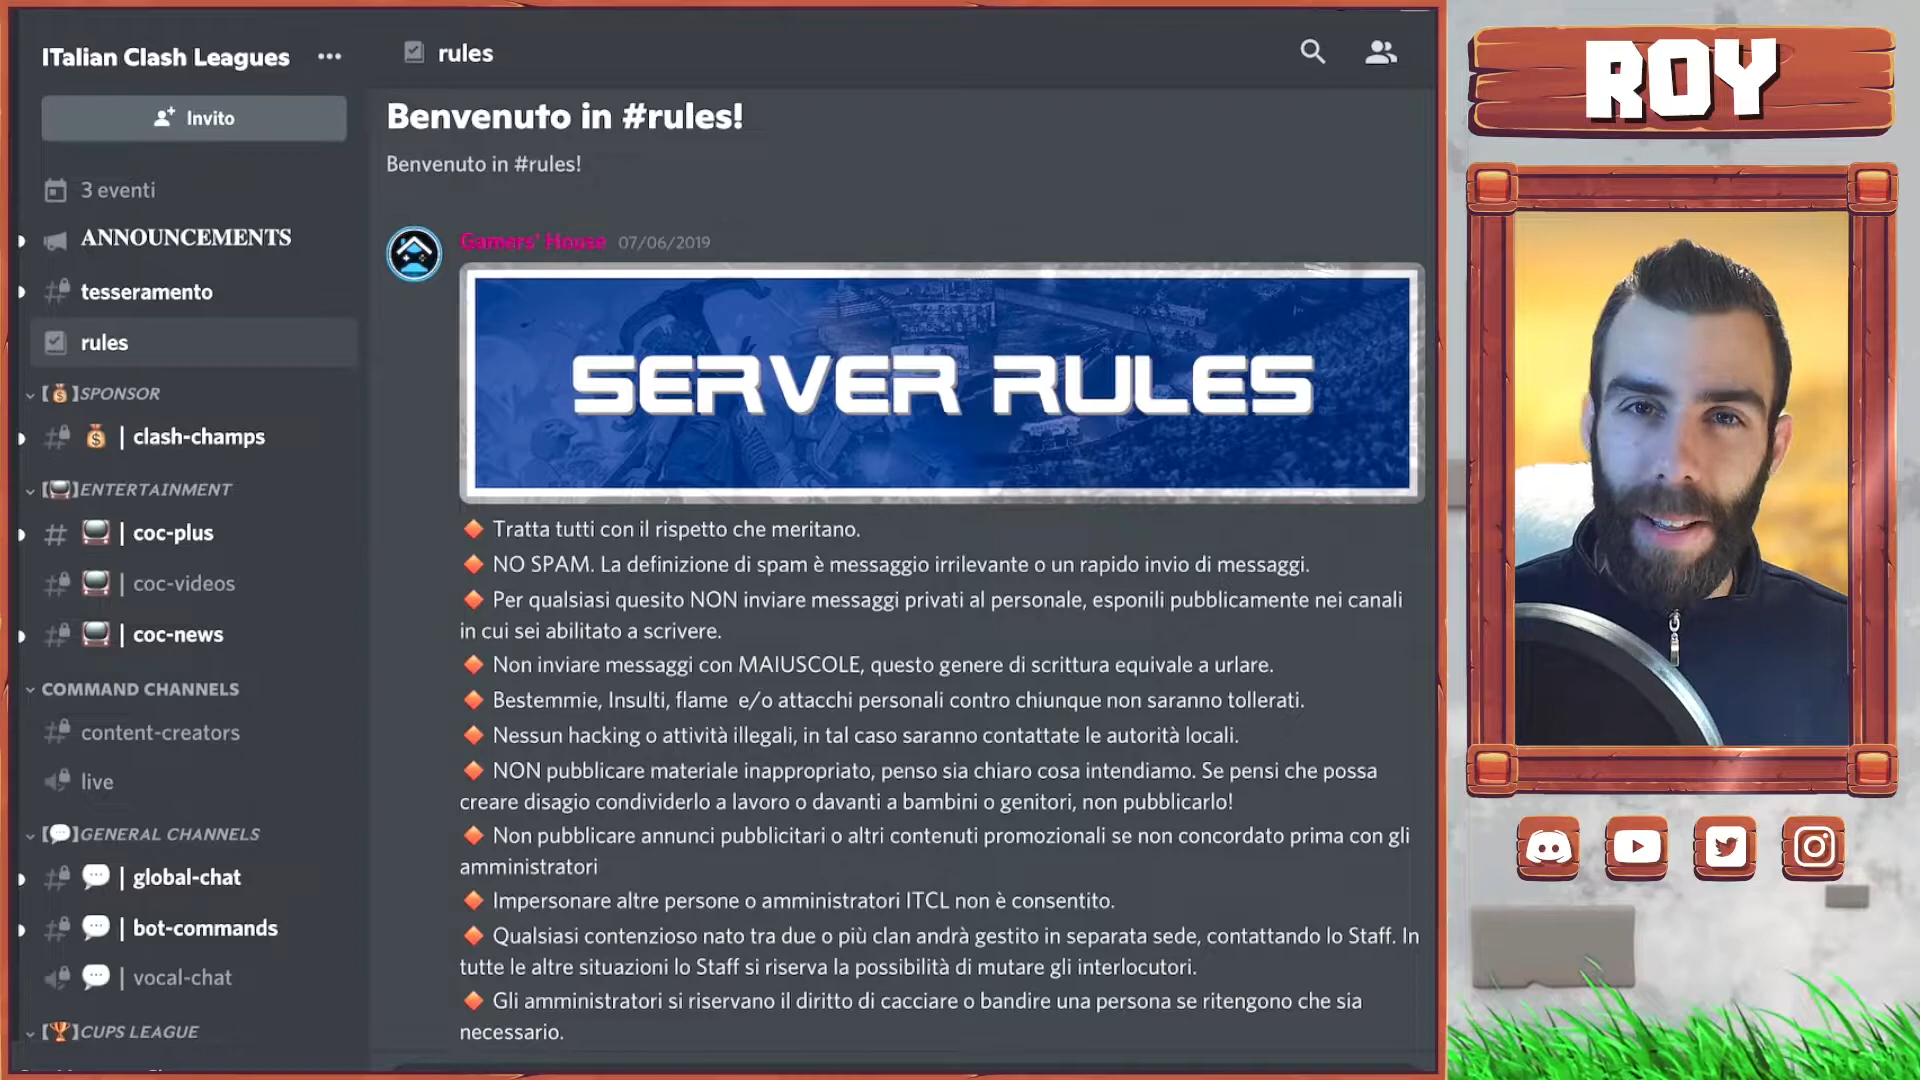 ITalian Clash Leagues
Invito
3 eventi
ANNOUNCEMENTS
tesseramento
rules
【💰】SPONSOR
💰 | clash-champs
【📺】ENTERTAINMENT
📺 | coc-plus
📺 | coc-videos
📺 | coc-news
COMMAND CHANNELS
content-creators
live
【💬】GENERAL CHANNELS
💬 | global-chat
💬 | bot-commands
💬 | vocal-chat
【🏆】CUPS LEAGUE
rules
Benvenuto in #rules!
Benvenuto in #rules!
Gamers' House 07/06/2019
SERVER RULES
🔸 Tratta tutti con il rispetto che meritano.
🔸 NO SPAM. La definizione di spam è messaggio irrilevante o un rapido invio di messaggi.
🔸 Per qualsiasi quesito NON inviare messaggi privati al personale, esponili pubblicamente nei canali
in cui sei abilitato a scrivere.
🔸 Non inviare messaggi con MAIUSCOLE, questo genere di scrittura equivale a urlare.
🔸 Bestemmie, Insulti, flame e/o attacchi personali contro chiunque non saranno tollerati.
🔸 Nessun hacking o attività illegali, in tal caso saranno contattate le autorità locali.
🔸 NON pubblicare materiale inappropriato, penso sia chiaro cosa intendiamo. Se pensi che possa
creare disagio condividerlo a lavoro o davanti a bambini o genitori, non pubblicarlo!
🔸 Non pubblicare annunci pubblicitari o altri contenuti promozionali se non concordato prima con gli
amministratori
🔸 Impersonare altre persone o amministratori ITCL non è consentito.
🔸 Qualsiasi contenzioso nato tra due o più clan andrà gestito in separata sede, contattando lo Staff. In
tutte le altre situazioni lo Staff si riserva la possibilità di mutare gli interlocutori.
🔸 Gli amministratori si riservano il diritto di cacciare o bandire una persona se ritengono che sia
necessario.
ROY